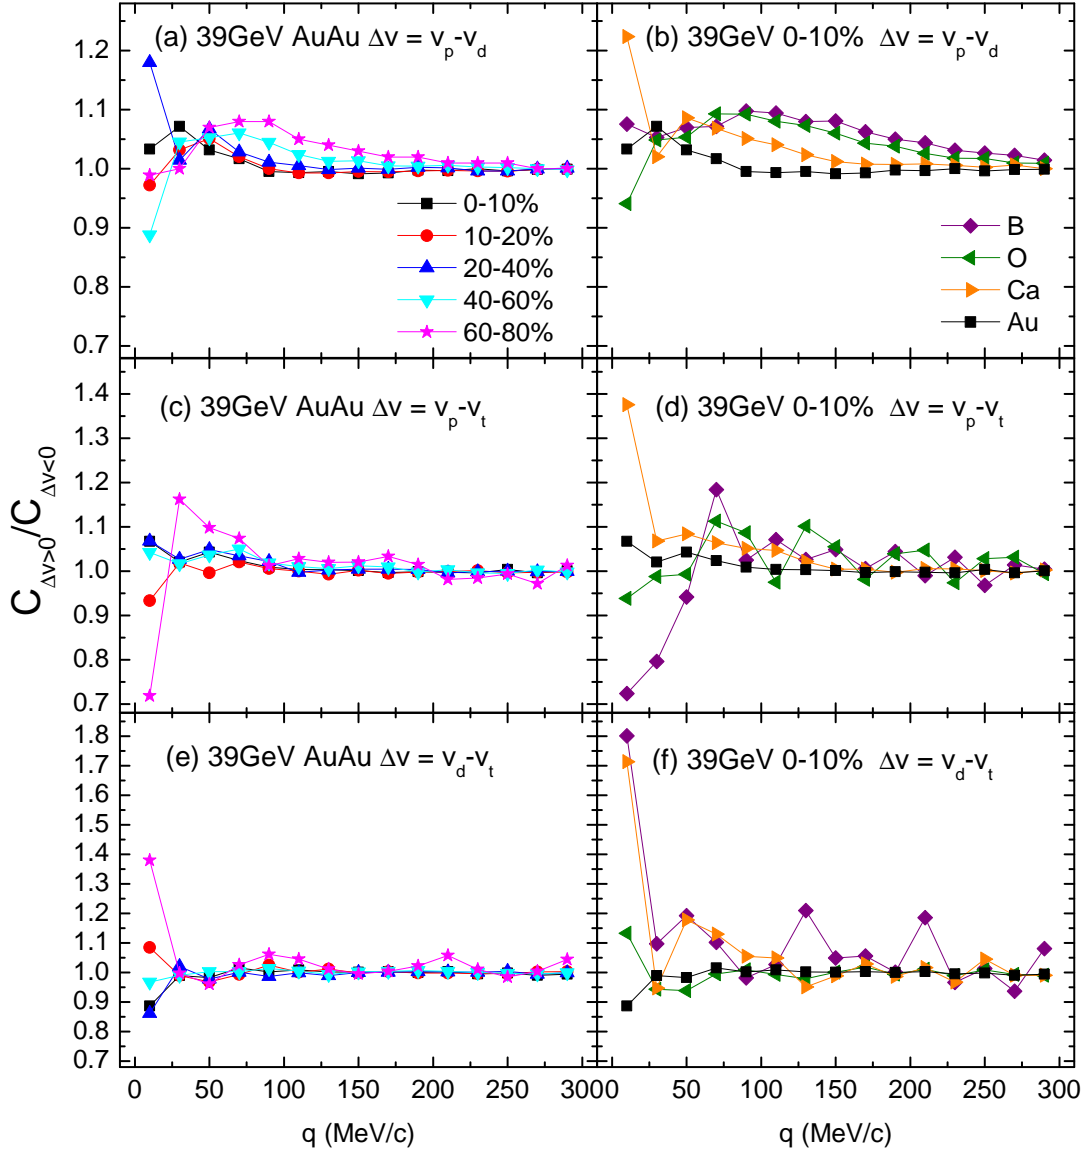 (a) 39GeV AuAu Δv = v_p-v_d
(b) 39GeV 0-10% Δv = v_p-v_d
1.2
1.1
1.0
0.9
0.8
0.7
0-10%
10-20%
20-40%
40-60%
60-80%
B
O
Ca
Au
(c) 39GeV AuAu Δv = v_p-v_t
(d) 39GeV 0-10% Δv = v_p-v_t
1.4
1.3
1.2
1.1
1.0
0.9
0.8
0.7
C_Δv>0/C_Δv<0
(e) 39GeV AuAu Δv = v_d-v_t
(f) 39GeV 0-10% Δv = v_d-v_t
1.8
1.7
1.6
1.5
1.4
1.3
1.2
1.1
1.0
0.9
0.8
0.7
0 50 100 150 200 250 300
0 50 100 150 200 250 300
q (MeV/c)
q (MeV/c)